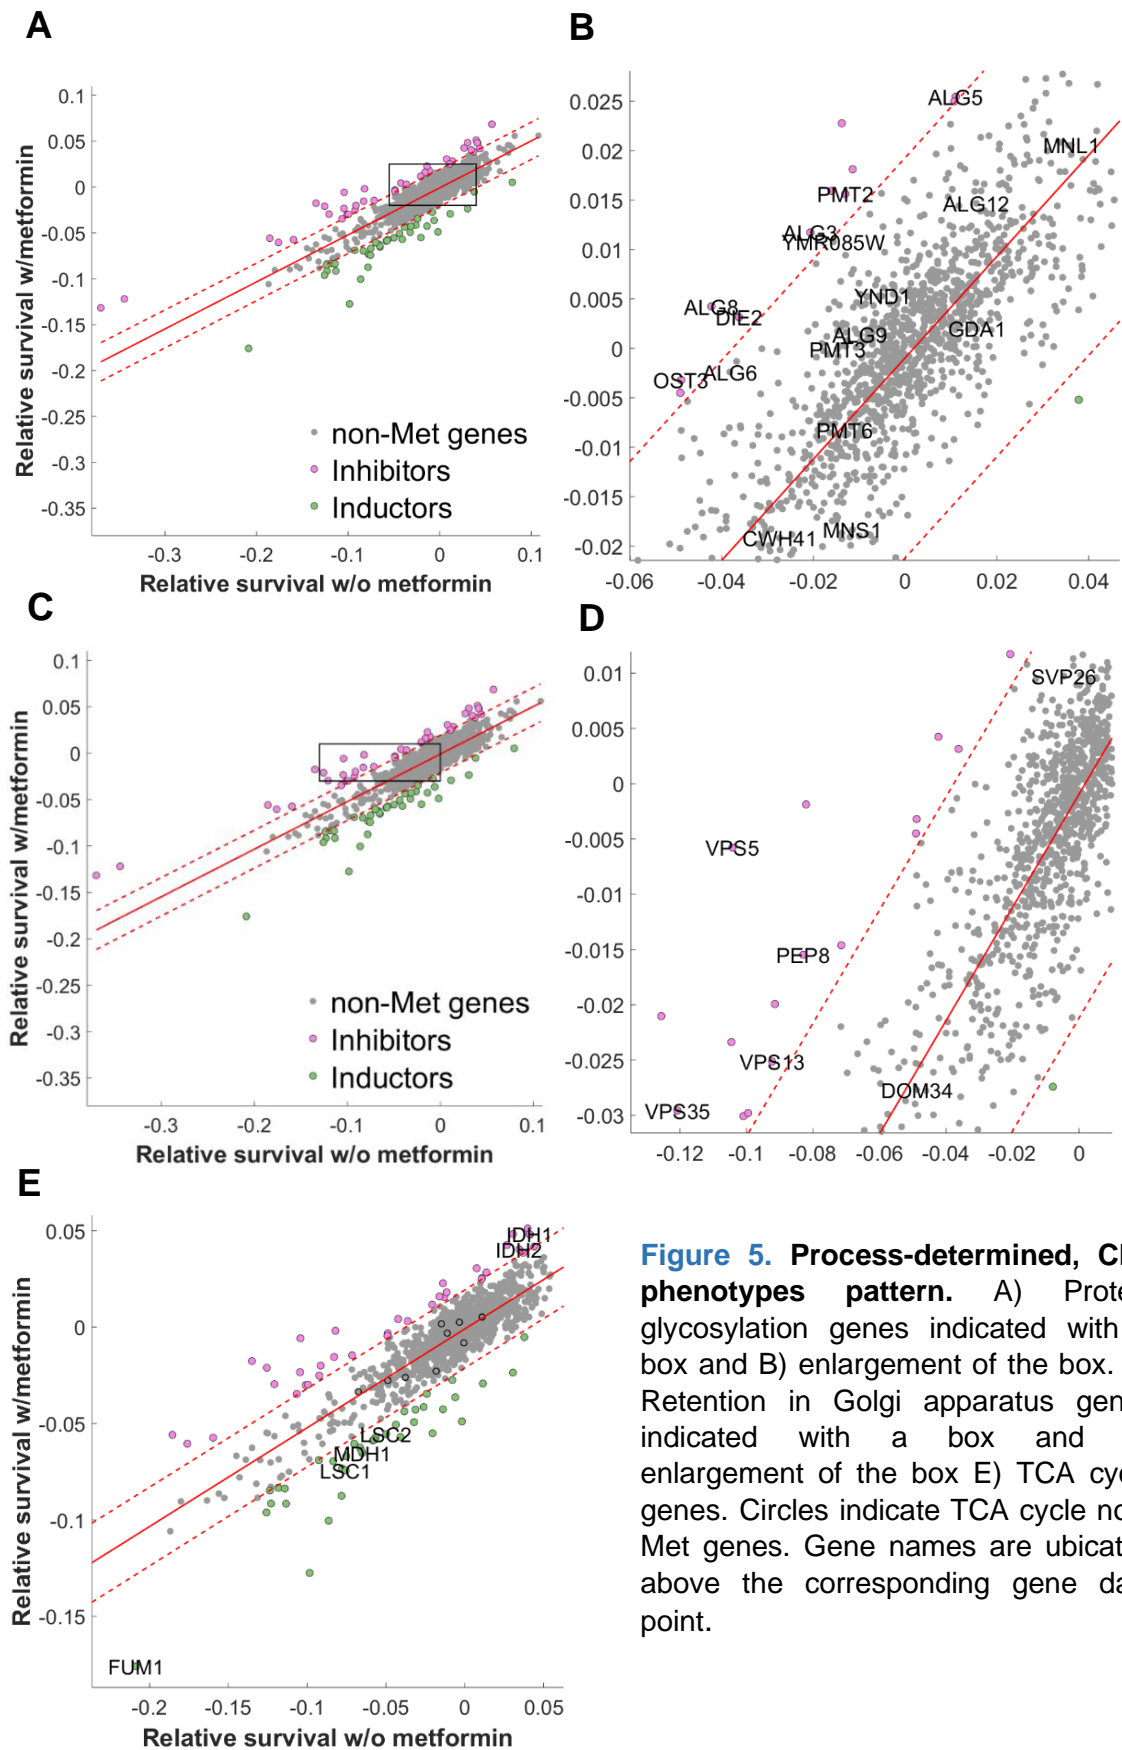 A
B
0.1
0.05
0
-0.05
-0.1
-0.15
-0.2
-0.25
-0.3
-0.35
Relative survival w/metformin
non-Met genes
Inhibitors
Inductors
-0.3
-0.2
-0.1
0
0.1
Relative survival w/o metformin
0.025
0.02
0.015
0.01
0.005
0
-0.005
-0.01
-0.015
-0.02
ALG5
MNL1
PMT2
ALG12
ALG3
YMR085W
YND1
ALG8
DIE2
GDA1
ALG9
PMT3
ALG6
OST3
PMT6
MNS1
CWH41
-0.06
-0.04
-0.02
0
0.02
0.04
C
D
0.1
0.05
0
-0.05
-0.1
-0.15
-0.2
-0.25
-0.3
-0.35
Relative survival w/metformin
non-Met genes
Inhibitors
Inductors
-0.3
-0.2
-0.1
0
0.1
Relative survival w/o metformin
0.01
0.005
0
-0.005
-0.01
-0.015
-0.02
-0.025
-0.03
SVP26
VPS5
PEP8
VPS13
DOM34
VPS35
-0.12
-0.1
-0.08
-0.06
-0.04
-0.02
0
E
0.05
0
-0.05
-0.1
-0.15
Relative survival w/metformin
IDH1
IDH2
LSC2
MDH1
LSC1
FUM1
-0.2
-0.15
-0.1
-0.05
0
0.05
Relative survival w/o metformin
Figure 5. Process-determined, Cl
phenotypes pattern. A) Prote
glycosylation genes indicated with
box and B) enlargement of the box.
Retention in Golgi apparatus gen
indicated with a box and
enlargement of the box E) TCA cyc
genes. Circles indicate TCA cycle no
Met genes. Gene names are ubicat
above the corresponding gene da
point.